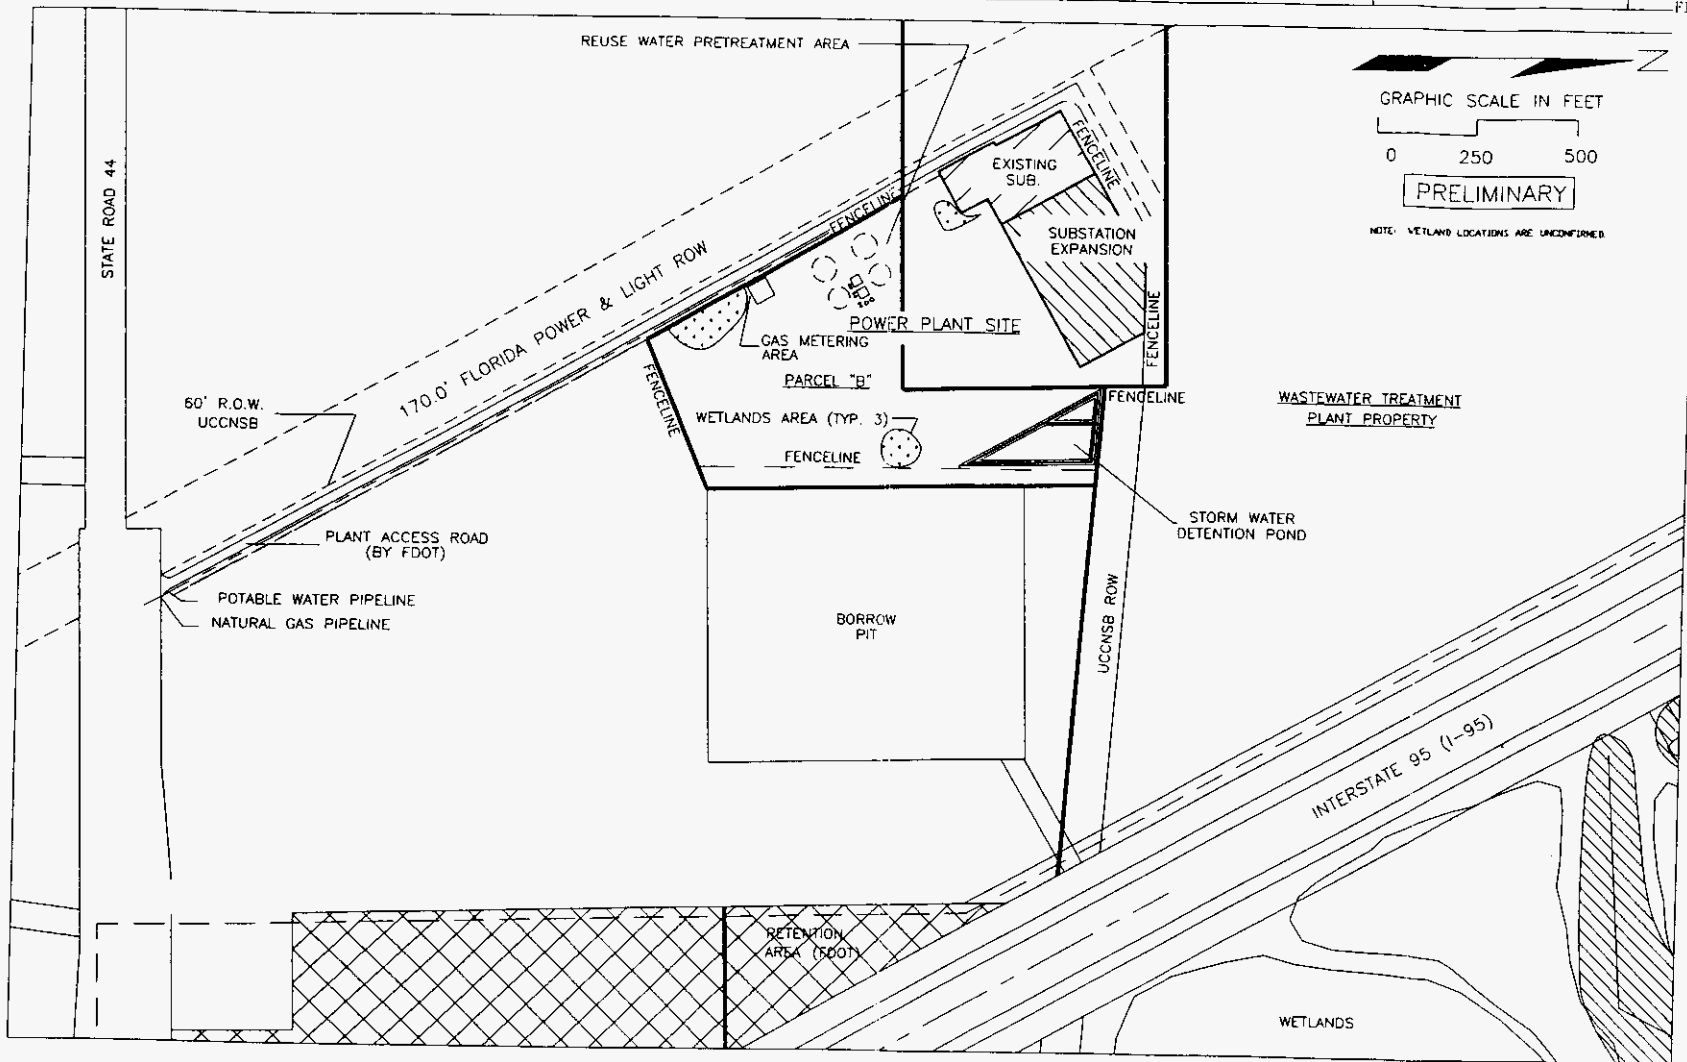 REUSE WATER PRETREATMENT AREA
N
GRAPHIC SCALE IN FEET
0 250 500
PRELIMINARY
NOTE: WETLAND LOCATIONS ARE UNCONFIRMED.
STATE ROAD 44
EXISTING
SUB.
FENCELINE
SUBSTATION
EXPANSION
FENCELINE
170.0' FLORIDA POWER & LIGHT ROW
POWER PLANT SITE
FENCELINE
GAS METERING
AREA
PARCEL "B"
FENCELINE
60' R.O.W.
UCCNSB
WETLANDS AREA (TYP. 3)
FENCELINE
FENCELINE
WASTEWATER TREATMENT
PLANT PROPERTY
STORM WATER
DETENTION POND
PLANT ACCESS ROAD
(BY FDOT)
POTABLE WATER PIPELINE
NATURAL GAS PIPELINE
BORROW
PIT
UCCNSB ROW
INTERSTATE 95 (I-95)
RETENTION
AREA (FDOT)
WETLANDS